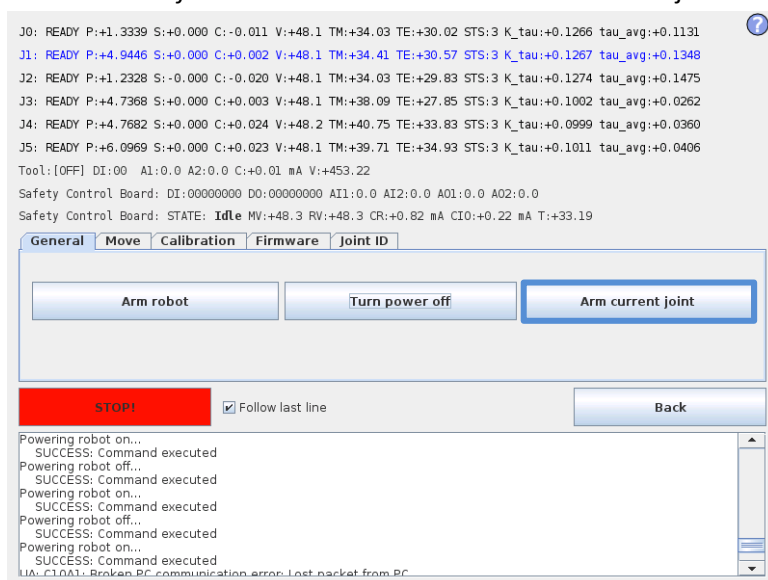 J0: READY P:+1.3339 S:+0.000 C:-0.011 V:+48.1 TM:+34.03 TE:+30.02 STS:3 K_tau:+0.1266 tau_avg:+0.1131
?
J1: READY P:+4.9446 S:+0.000 C:+0.002 V:+48.1 TM:+34.41 TE:+30.57 STS:3 K_tau:+0.1267 tau_avg:+0.1348
J2: READY P:+1.2328 S:-0.000 C:-0.020 V:+48.1 TM:+34.03 TE:+29.83 STS:3 K_tau:+0.1274 tau_avg:+0.1475
J3: READY P:+4.7368 S:+0.000 C:+0.003 V:+48.1 TM:+38.09 TE:+27.85 STS:3 K_tau:+0.1002 tau_avg:+0.0262
J4: READY P:+4.7682 S:+0.000 C:+0.024 V:+48.2 TM:+40.75 TE:+33.83 STS:3 K_tau:+0.0999 tau_avg:+0.0360
J5: READY P:+6.0969 S:+0.000 C:+0.023 V:+48.1 TM:+39.71 TE:+34.93 STS:3 K_tau:+0.1011 tau_avg:+0.0406
Tool:[OFF] DI:00 A1:0.0 A2:0.0 C:+0.01 mA V:+453.22
Safety Control Board: DI:00000000 DO:00000000 AI1:0.0 AI2:0.0 AO1:0.0 AO2:0.0
Safety Control Board: STATE: Idle MV:+48.3 RV:+48.3 CR:+0.82 mA CIO:+0.22 mA T:+33.19
General Move Calibration Firmware Joint ID
Arm robot Turn power off Arm current joint
STOP! Follow last line Back
Powering robot on...
SUCCESS: Command executed
Powering robot off...
SUCCESS: Command executed
Powering robot on...
SUCCESS: Command executed
Powering robot off...
SUCCESS: Command executed
Powering robot on...
SUCCESS: Command executed
UA: C10A1: Broken PC communication error: Lost packet from PC